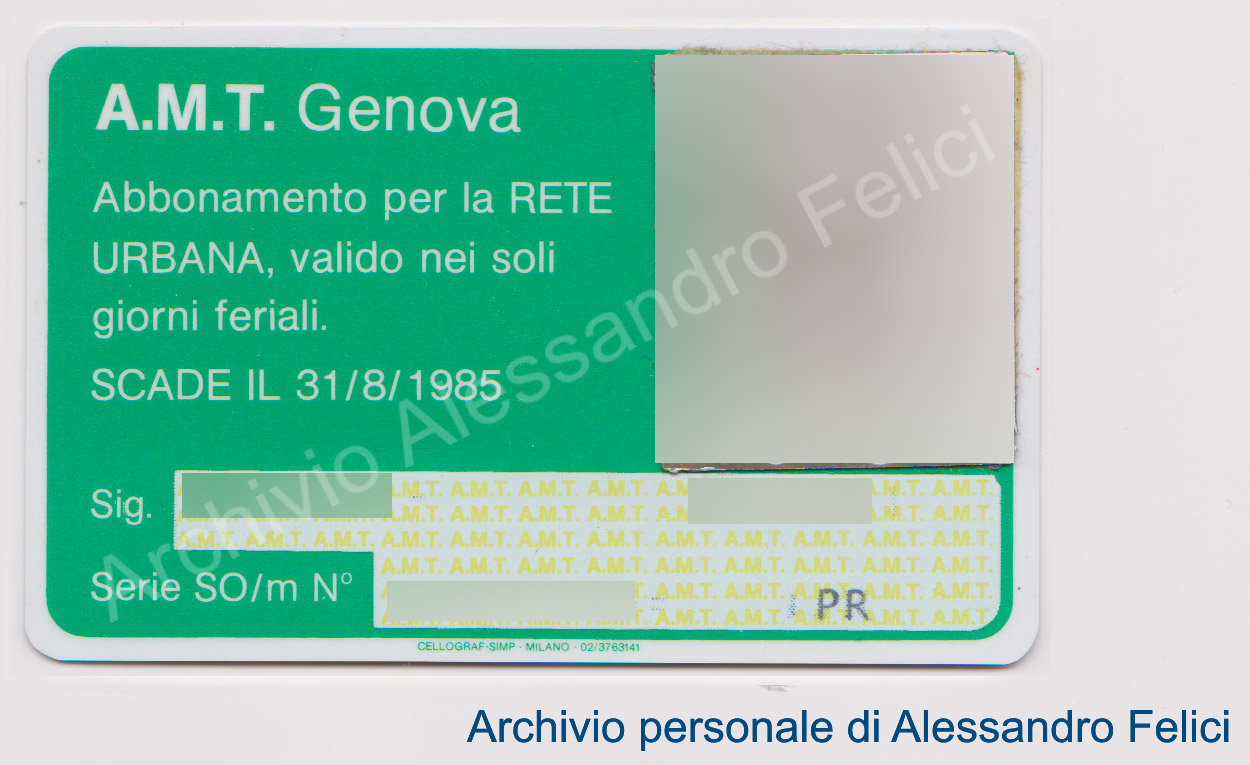 A.M.T. Genova
Abbonamento per la RETE
URBANA, valido nei soli
giorni feriali.
SCADE IL 31/8/1985
Sig.
A.M.T. A.M.T. A.M.T. A.M.T. A.M.T. A.M.T. A.M.T.
A.M.T. A.M.T. A.M.T. A.M.T. A.M.T. A.M.T. A.M.T.
A.M.T. A.M.T. A.M.T. A.M.T. A.M.T. A.M.T. A.M.T. A.M.T. A.M.T. A.M.T. A.M.T. A.M.T.
A.M.T. A.M.T. A.M.T. A.M.T. A.M.T. A.M.T. A.M.T. A.M.T. A.M.T.
Serie SO/m Nº
A.M.T. A.M.T. A.M.T. A.M.T. A.M.T.
PR
A.M.T. A.M.T. A.M.T. A.M.T. A.M.T.
CELLOGRAF-SIMP - MILANO - 02/3763141
Archivio Alessandro Felici
Archivio personale di Alessandro Felici